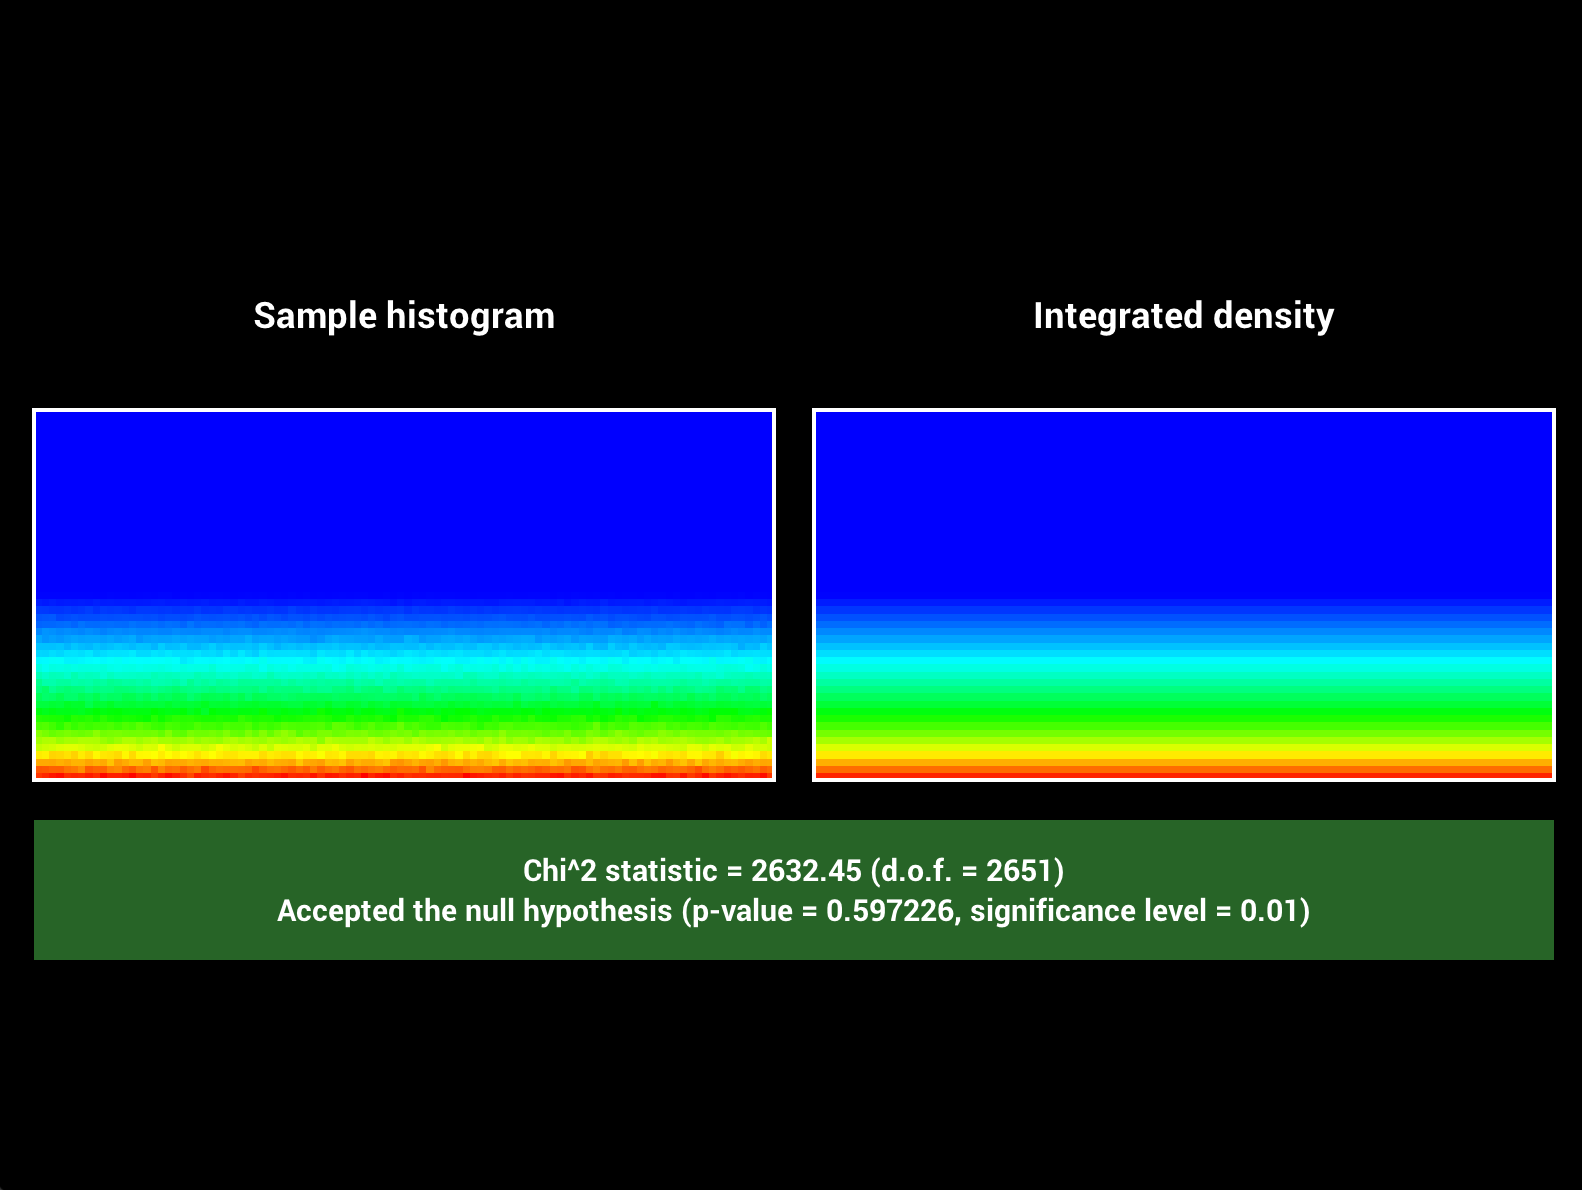 Sample histogram
Integrated density
Chi^2 statistic = 2632.45 (d.o.f. = 2651)
Accepted the null hypothesis (p-value = 0.597226, significance level = 0.01)